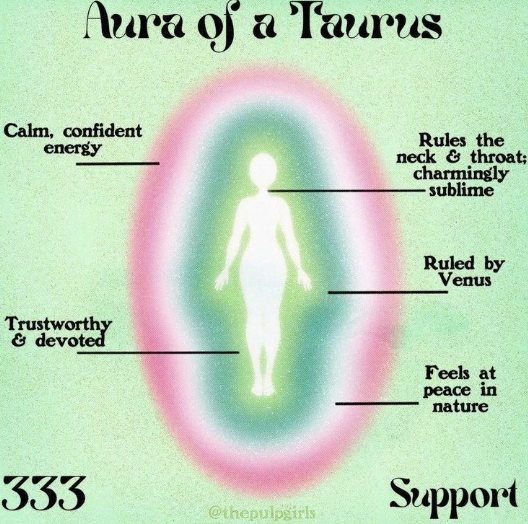 Aura of a Taurus
Calm, confident
energy
Rules the
neck & throat;
charmingly
sublime
Ruled by
Venus
Trustworthy
& devoted
Feels at
peace in
nature
333
Support
@thepulpgirls